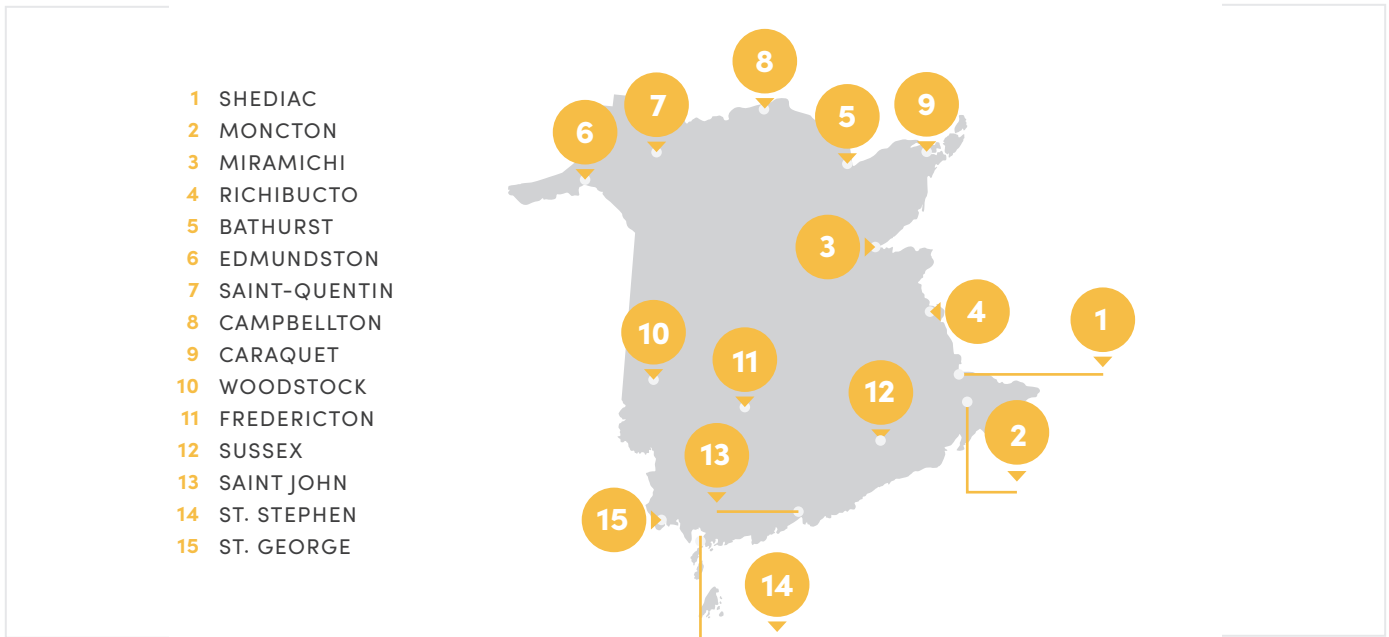 1 SHEDIAC
2 MONCTON
3 MIRAMICHI
4 RICHIBUCTO
5 BATHURST
6 EDMUNDSTON
7 SAINT-QUENTIN
8 CAMPBELLTON
9 CARAQUET
10 WOODSTOCK
11 FREDERICTON
12 SUSSEX
13 SAINT JOHN
14 ST. STEPHEN
15 ST. GEORGE
8
7
9
5
6
3
4
1
10
11
12
2
13
15
14